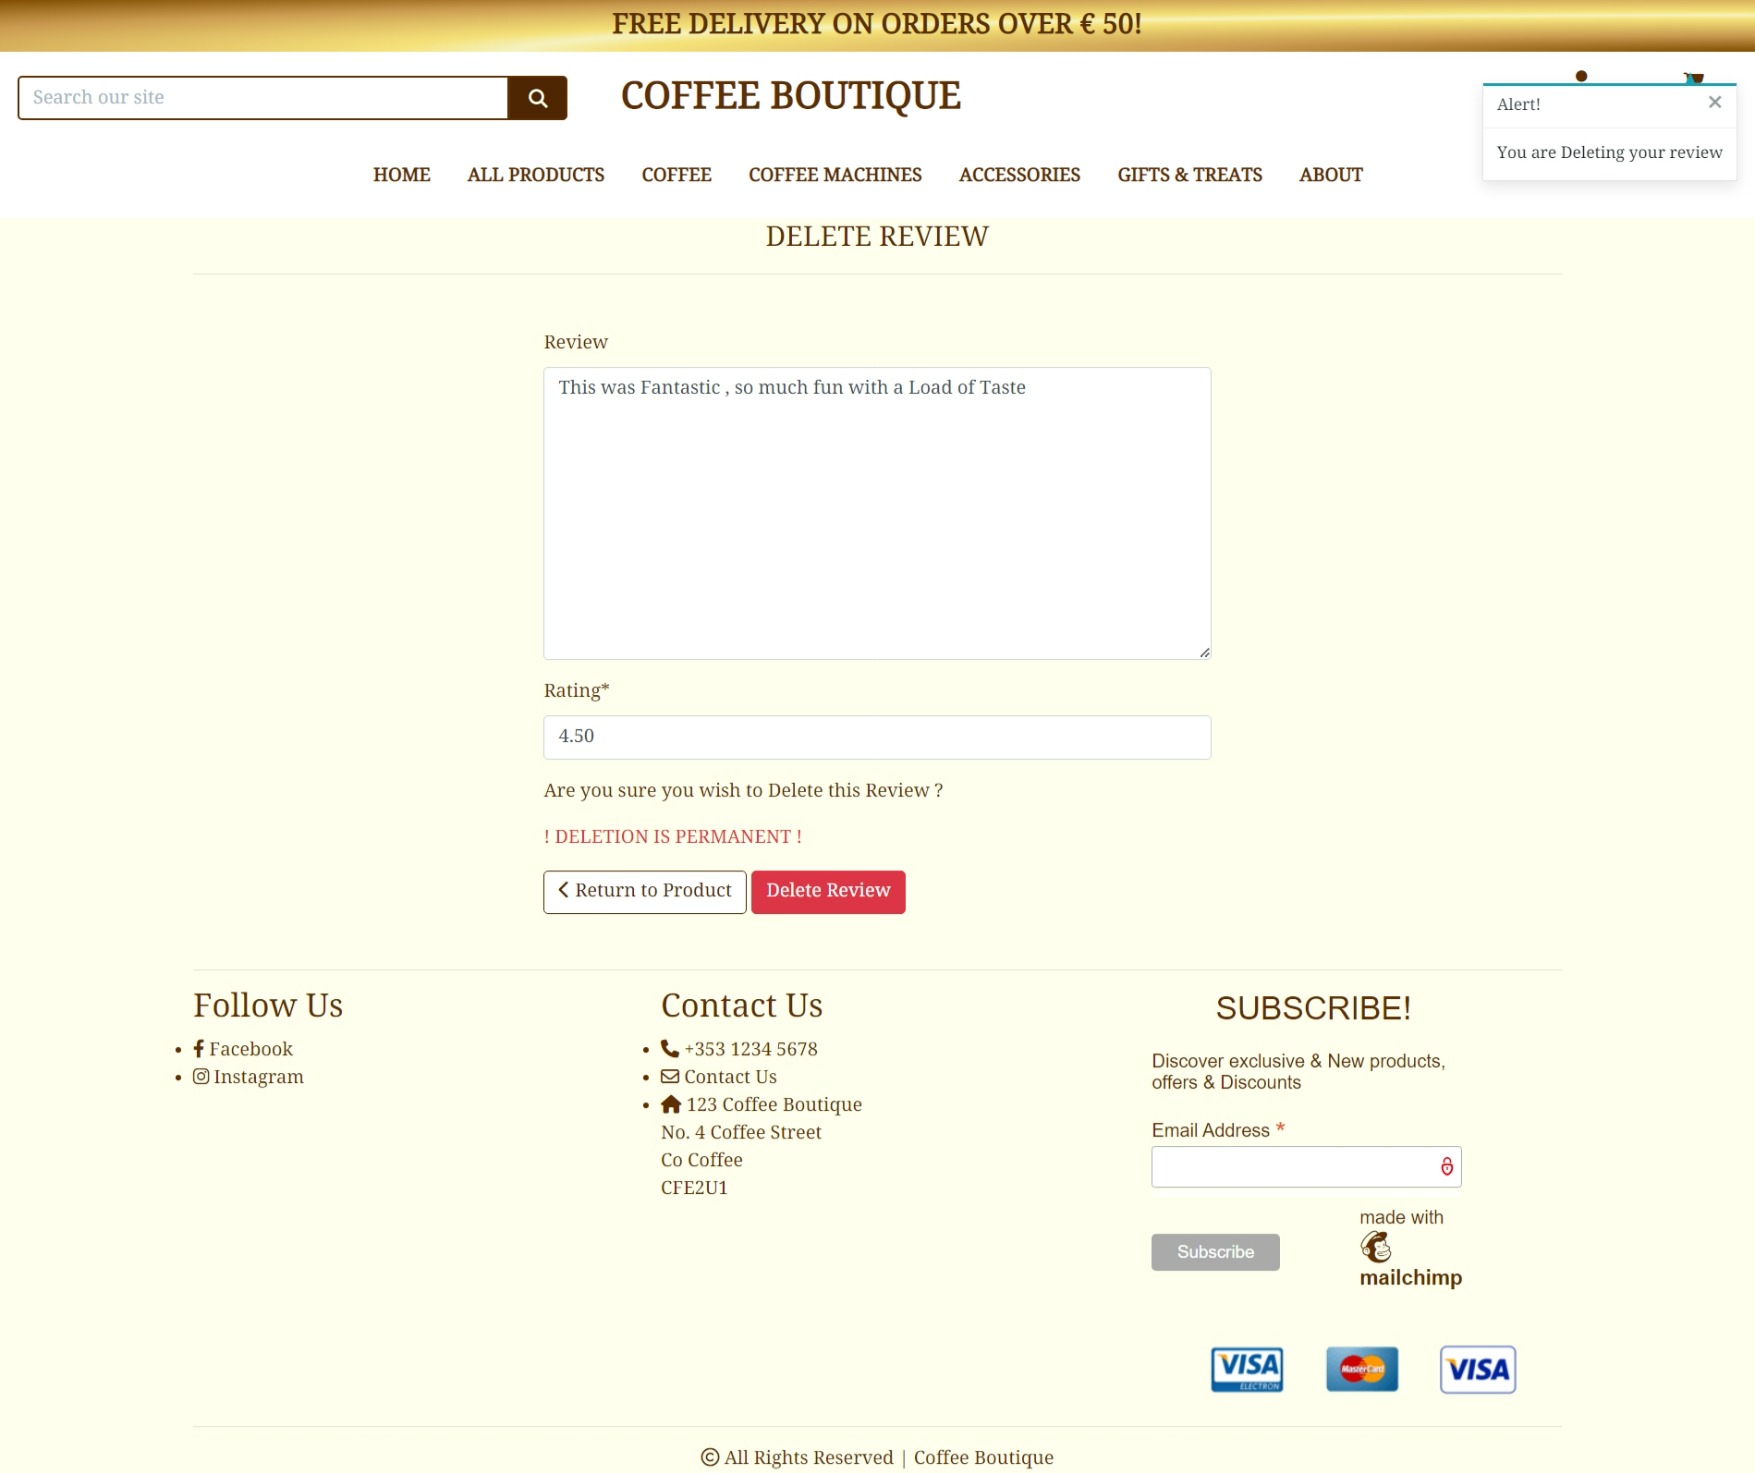 FREE DELIVERY ON ORDERS OVER € 50!
Search our site
COFFEE BOUTIQUE
Alert!
You are Deleting your review
HOME ALL PRODUCTS COFFEE COFFEE MACHINES ACCESSORIES GIFTS & TREATS ABOUT
DELETE REVIEW
Review
This was Fantastic , so much fun with a Load of Taste
Rating*
4.50
Are you sure you wish to Delete this Review ?
! DELETION IS PERMANENT !
Return to Product Delete Review
Follow Us
Facebook
Instagram
Contact Us
+353 1234 5678
Contact Us
123 Coffee Boutique
No. 4 Coffee Street
Co Coffee
CFE2U1
SUBSCRIBE!
Discover exclusive & New products,
offers & Discounts
Email Address *
Subscribe
made with
mailchimp
VISA
ELECTRON
MasterCard
VISA
© All Rights Reserved | Coffee Boutique